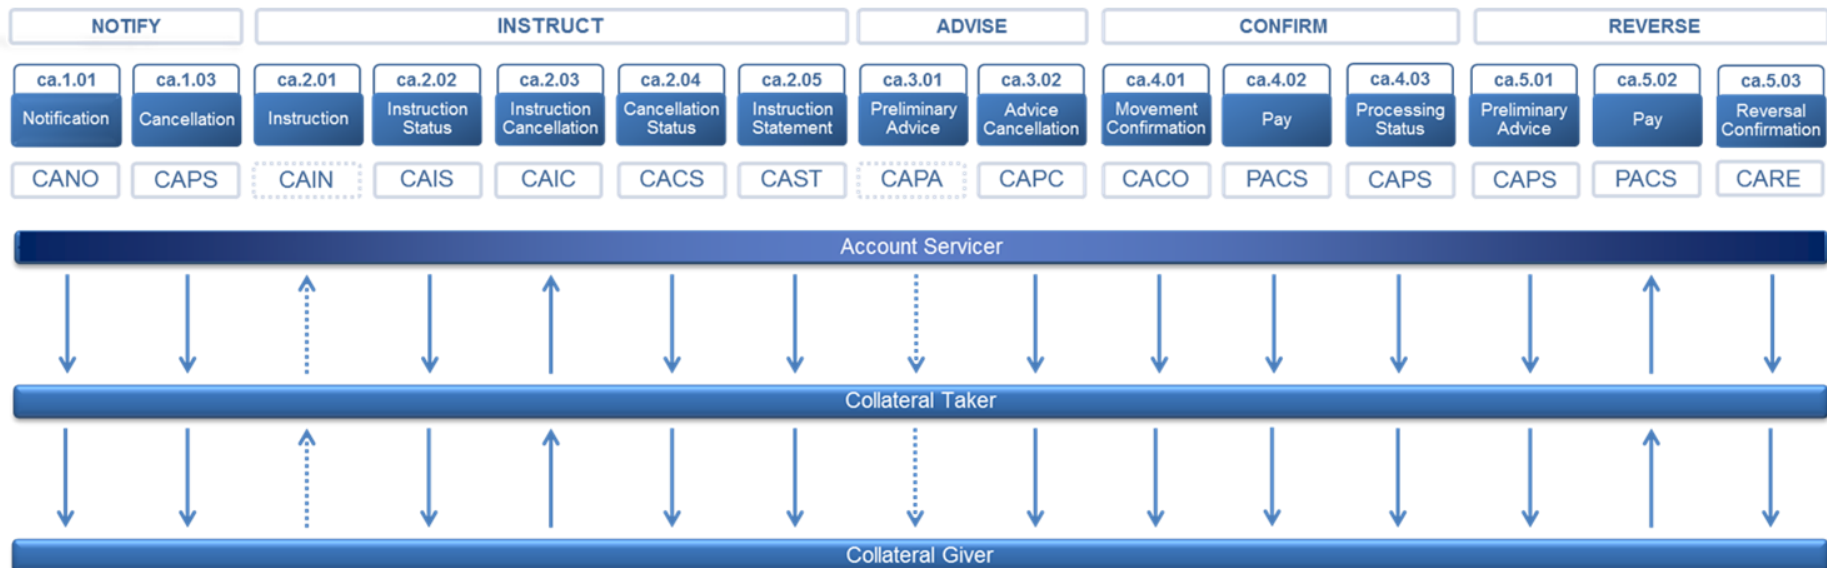 NOTIFY INSTRUCT ADVISE CONFIRM REVERSE
ca.1.01 ca.1.03 ca.2.01 ca.2.02 ca.2.03 ca.2.04 ca.2.05 ca.3.01 ca.3.02 ca.4.01 ca.4.02 ca.4.03 ca.5.01 ca.5.02 ca.5.03
Notification
Cancellation
Instruction
Instruction
Status
Instruction
Cancellation
Cancellation
Status
Instruction
Statement
Preliminary
Advice
Advice
Cancellation
Movement
Confirmation
Pay
Processing
Status
Preliminary
Advice
Pay
Reversal
Confirmation
CANO CAPS CAIN CAIS CAIC CACS CAST CAPA CAPC CACO PACS CAPS CAPS PACS CARE
Account Servicer
Collateral Taker
Collateral Giver